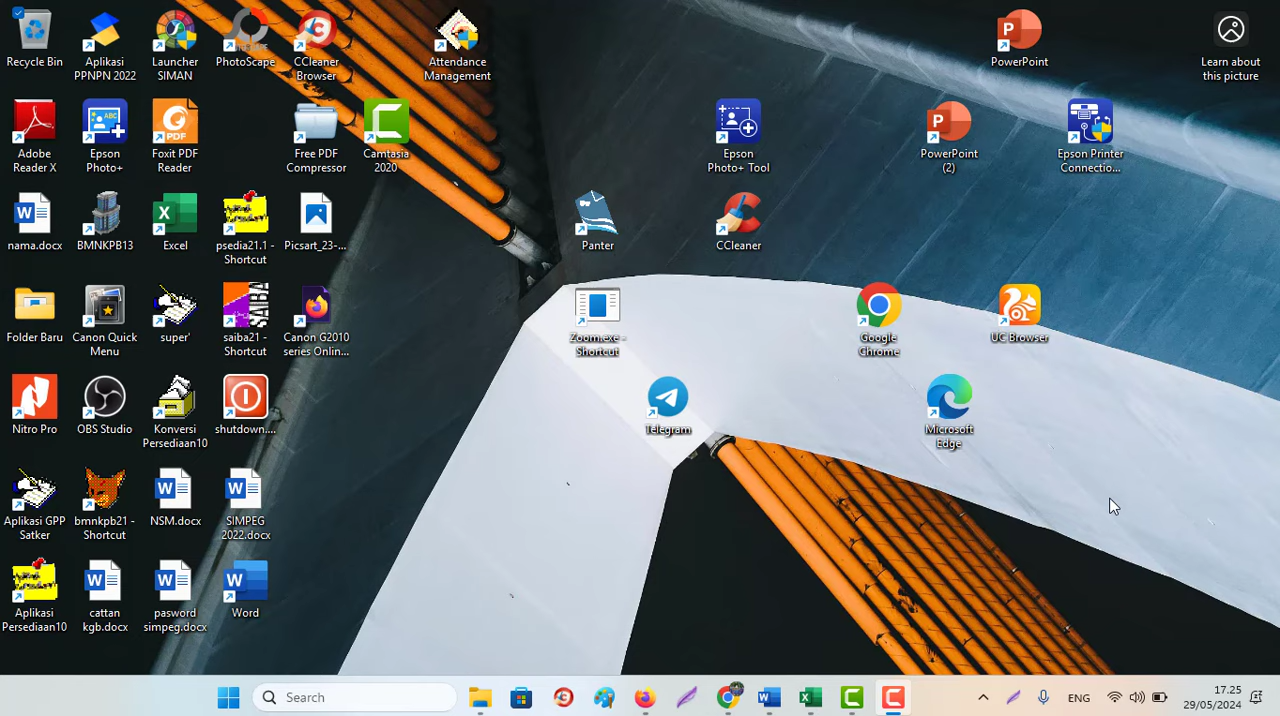 Recycle Bin
Aplikasi
PPNPN 2022
Launcher
SIMAN
PhotoScape
CCleaner
Browser
Attendance
Management
PowerPoint
Learn about
this picture
Adobe
Reader X
Epson
Photo+
Foxit PDF
Reader
Free PDF
Compressor
Camtasia
2020
Epson
Photo+ Tool
PowerPoint
(2)
Epson Printer
Connectio...
nama.docx
BMNKPB13
Excel
psedia21.1 -
Shortcut
Picsart_23-...
Panter
CCleaner
Folder Baru
Canon Quick
Menu
super'
saiba21 -
Shortcut
Canon G2010
series Onlin...
Zoom.exe -
Shortcut
Google
Chrome
UC Browser
Nitro Pro
OBS Studio
Konversi
Persediaan10
shutdown....
Telegram
Microsoft
Edge
Aplikasi GPP
Satker
bmnkpb21 -
Shortcut
NSM.docx
SIMPEG
2022.docx
Aplikasi
Persediaan10
cattan
kgb.docx
pasword
simpeg.docx
Word
Search
ENG
17.25
29/05/2024